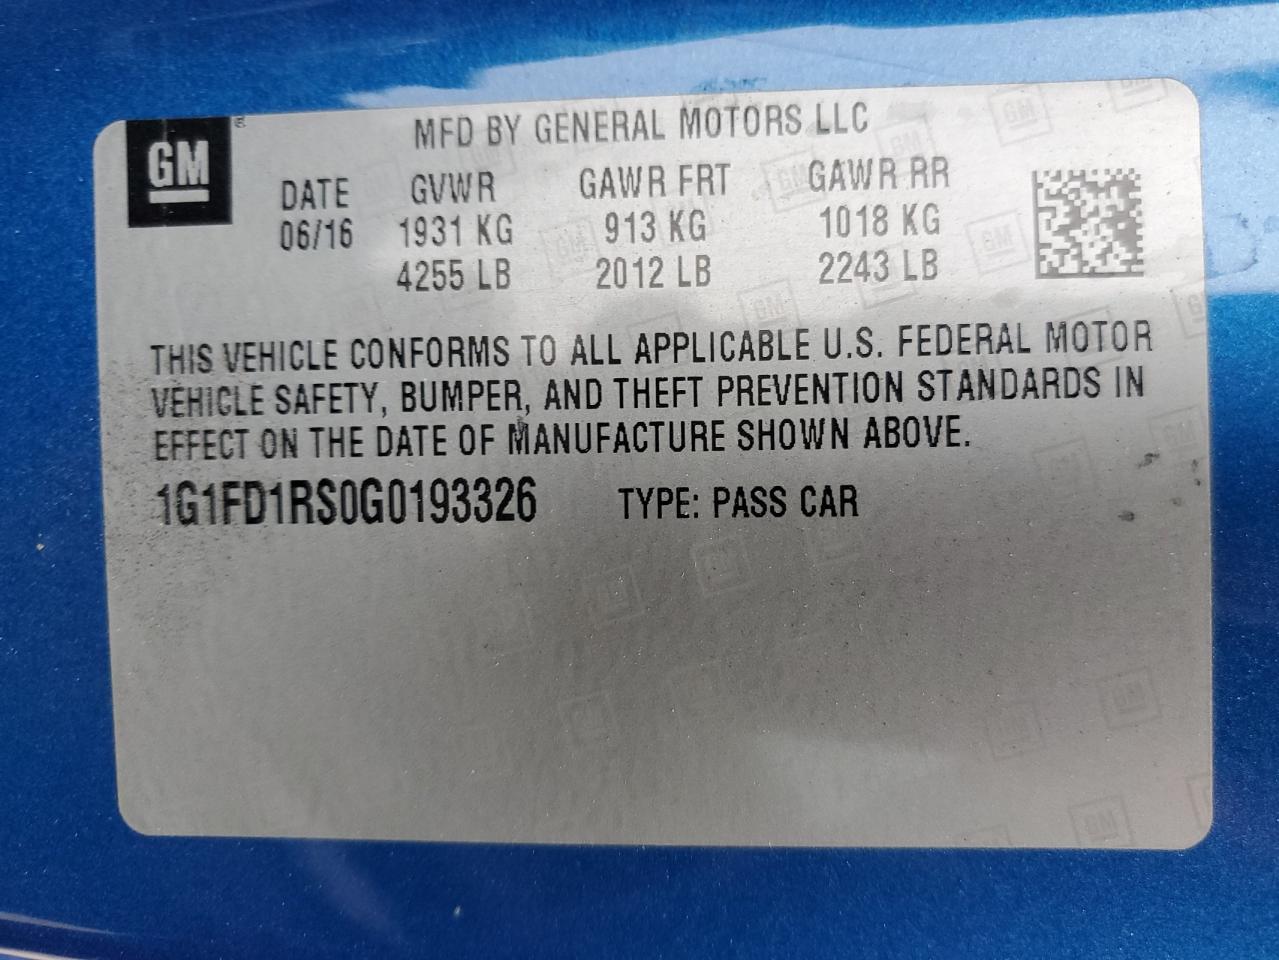 GM
MFD BY GENERAL MOTORS LLC
DATE GVWR GAWR FRT GAWR RR
06/16 1931 KG 913 KG 1018 KG
4255 LB 2012 LB 2243 LB
THIS VEHICLE CONFORMS TO ALL APPLICABLE U.S. FEDERAL MOTOR
VEHICLE SAFETY, BUMPER, AND THEFT PREVENTION STANDARDS IN
EFFECT ON THE DATE OF MANUFACTURE SHOWN ABOVE.
1G1FD1RS0G0193326 TYPE: PASS CAR